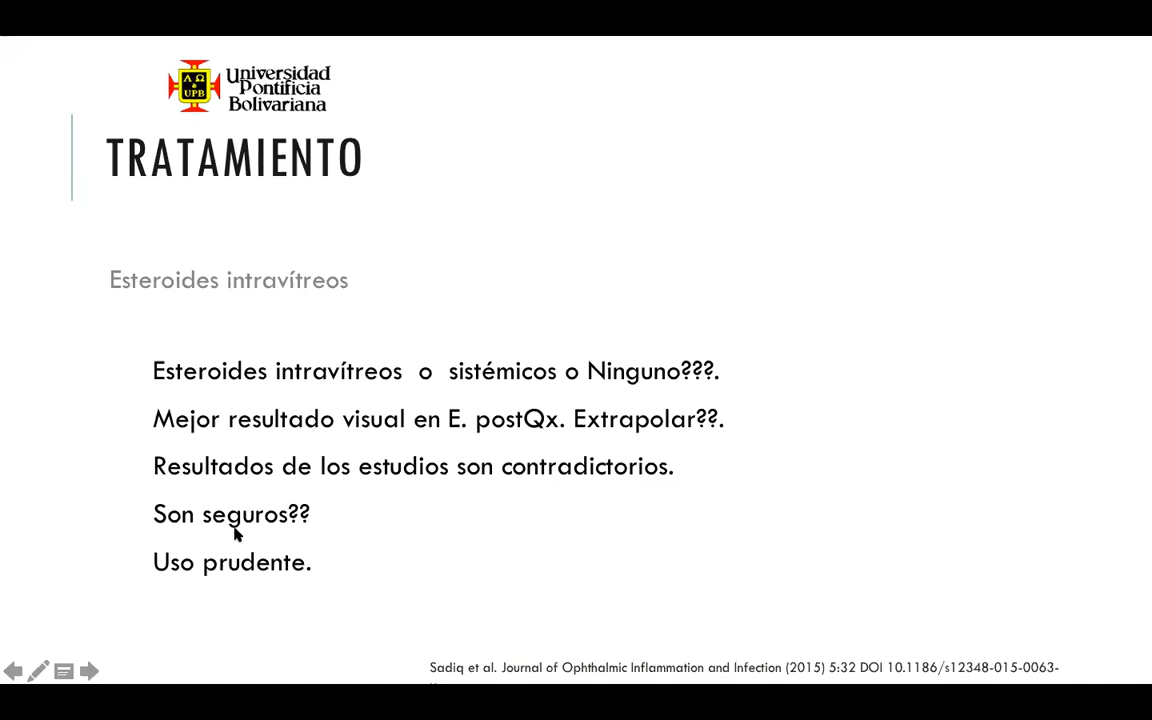 Universidad
Pontificia
Bolivariana
ΑΩ
UPB
TRATAMIENTO
Esteroides intravítreos
Esteroides intravítreos o sistémicos o Ninguno???.
Mejor resultado visual en E. postQx. Extrapolar??.
Resultados de los estudios son contradictorios.
Son seguros??
Uso prudente.
Sadiq et al. Journal of Ophthalmic Inflammation and Infection (2015) 5:32 DOI 10.1186/s12348-015-0063-